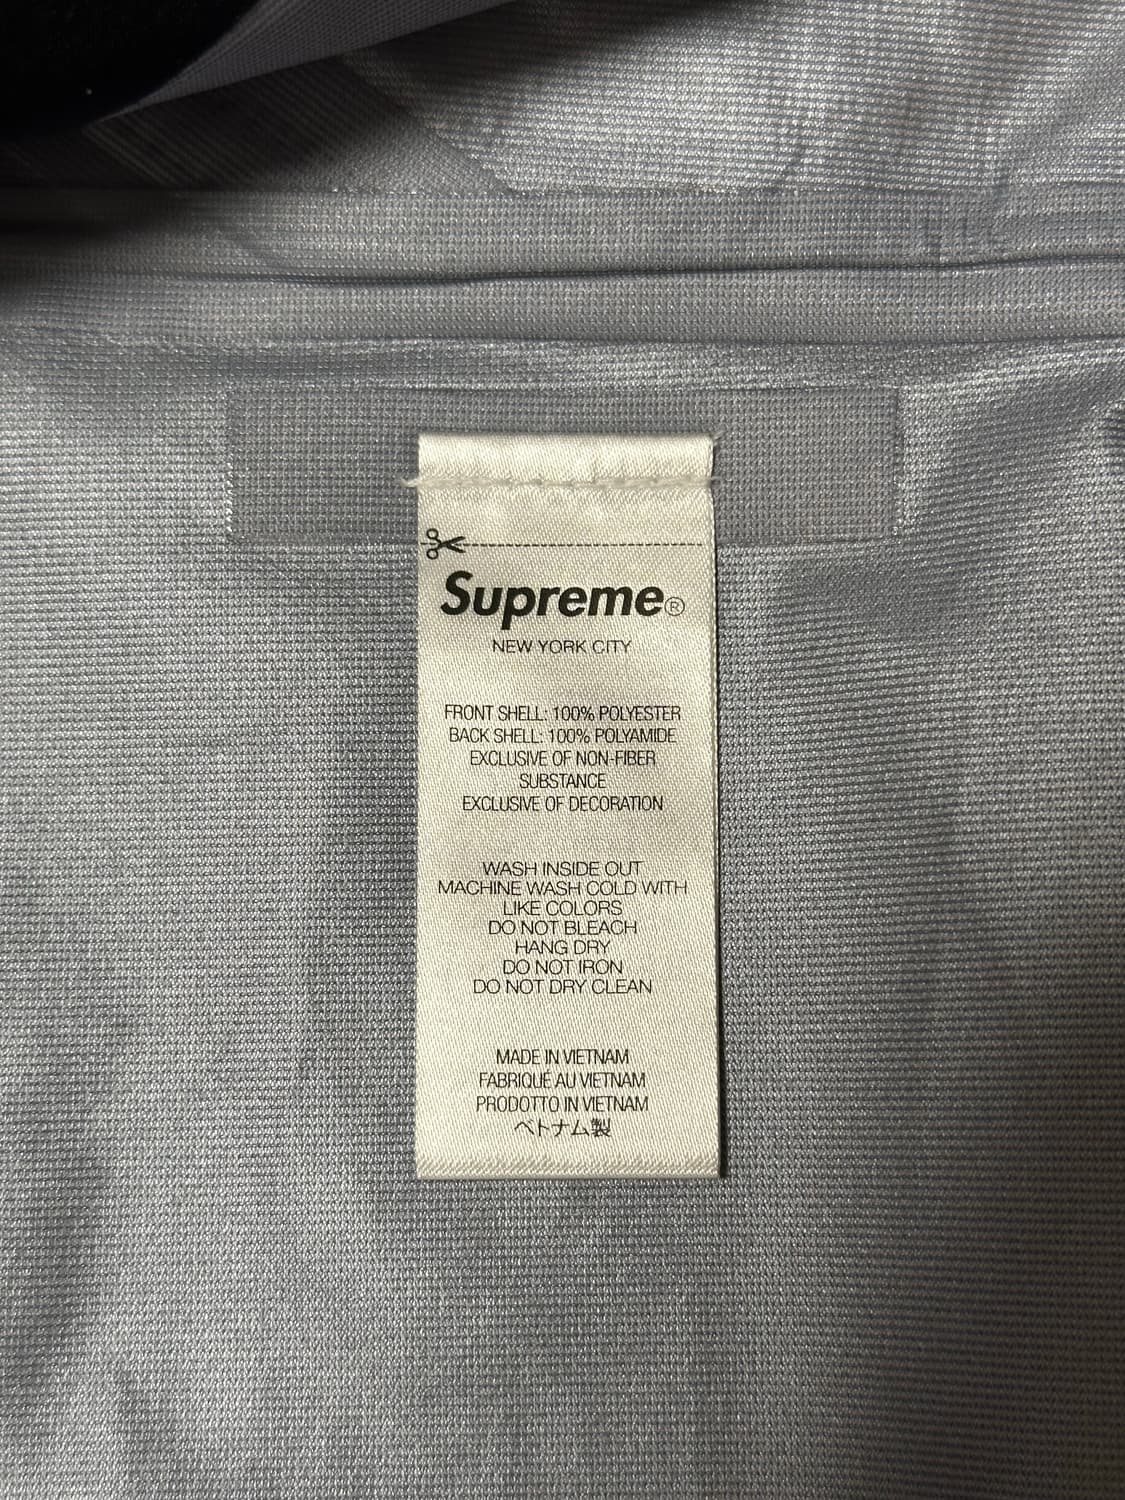 Supreme®
NEW YORK CITY
FRONT SHELL: 100% POLYESTER
BACK SHELL: 100% POLYAMIDE
EXCLUSIVE OF NON-FIBER
SUBSTANCE
EXCLUSIVE OF DECORATION
WASH INSIDE OUT
MACHINE WASH COLD WITH
LIKE COLORS
DO NOT BLEACH
HANG DRY
DO NOT IRON
DO NOT DRY CLEAN
MADE IN VIETNAM
FABRIQUÉ AU VIETNAM
PRODOTTO IN VIETNAM
ベトナム製